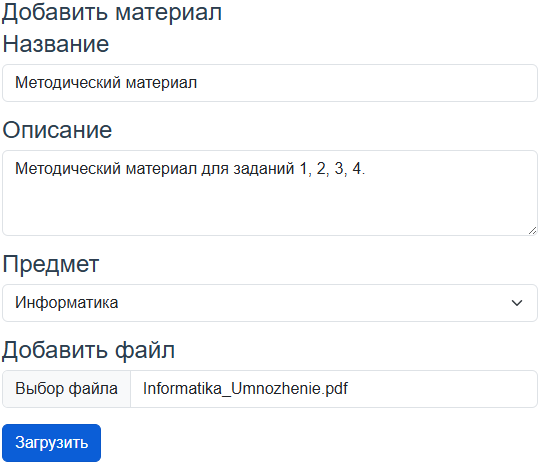 Добавить материал
Название
Методический материал
Описание
Методический материал для заданий 1, 2, 3, 4.
Предмет
Информатика
Добавить файл
Выбор файла Informatika_Umnozhenie.pdf
Загрузить